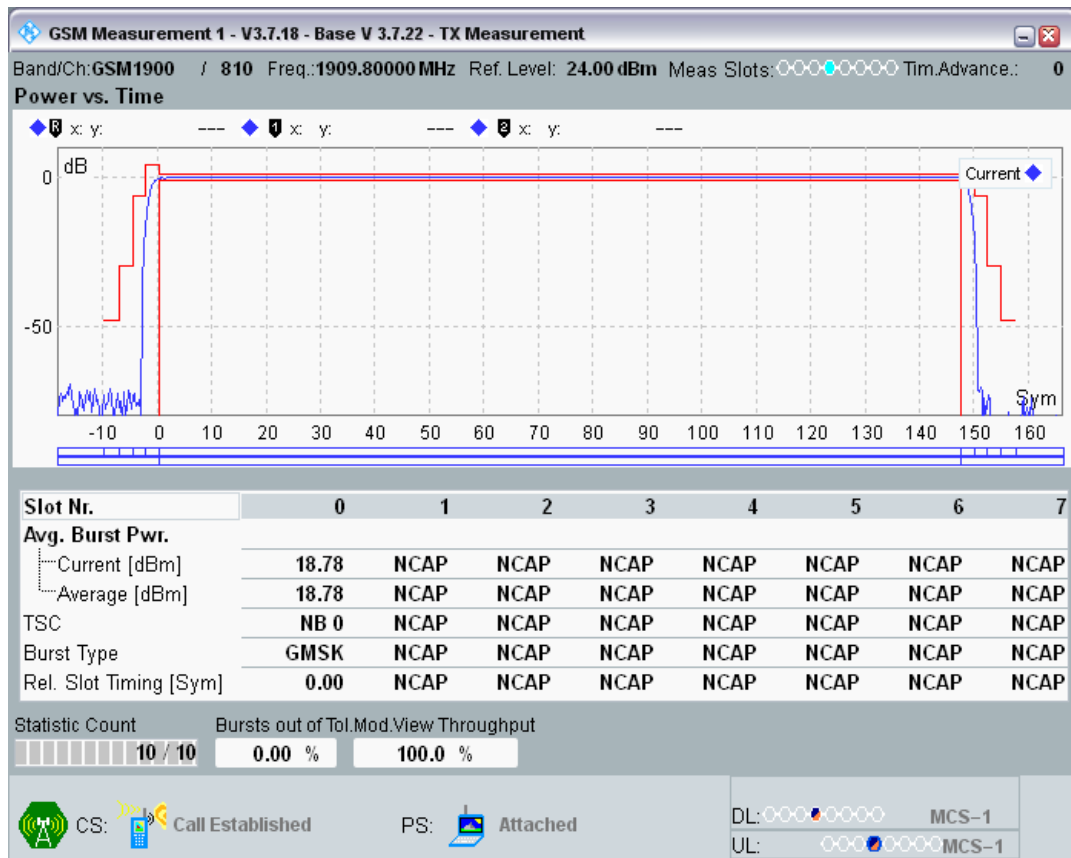 GSM Measurement 1 - V3.7.18 - Base V 3.7.22 - TX Measurement
Band/Ch:GSM1900 / 810 Freq.:1909.80000 MHz Ref. Level: 24.00 dBm Meas Slots: Tim.Advance.: 0
Power vs. Time
R x: y: --- 1 x: y: --- 2 x: y: ---
dB
0
Current
-50
Sym
-10 0 10 20 30 40 50 60 70 80 90 100 110 120 130 140 150 160
Slot Nr. 0 1 2 3 4 5 6 7
Avg. Burst Pwr.
Current [dBm] 18.78 NCAP NCAP NCAP NCAP NCAP NCAP NCAP
Average [dBm] 18.78 NCAP NCAP NCAP NCAP NCAP NCAP NCAP
TSC NB 0 NCAP NCAP NCAP NCAP NCAP NCAP NCAP
Burst Type GMSK NCAP NCAP NCAP NCAP NCAP NCAP NCAP
Rel. Slot Timing [Sym] 0.00 NCAP NCAP NCAP NCAP NCAP NCAP NCAP
Statistic Count Bursts out of Tol. Mod.View Throughput
10 / 10 0.00 % 100.0 %
CS: Call Established PS: Attached
DL: MCS-1
UL: MCS-1